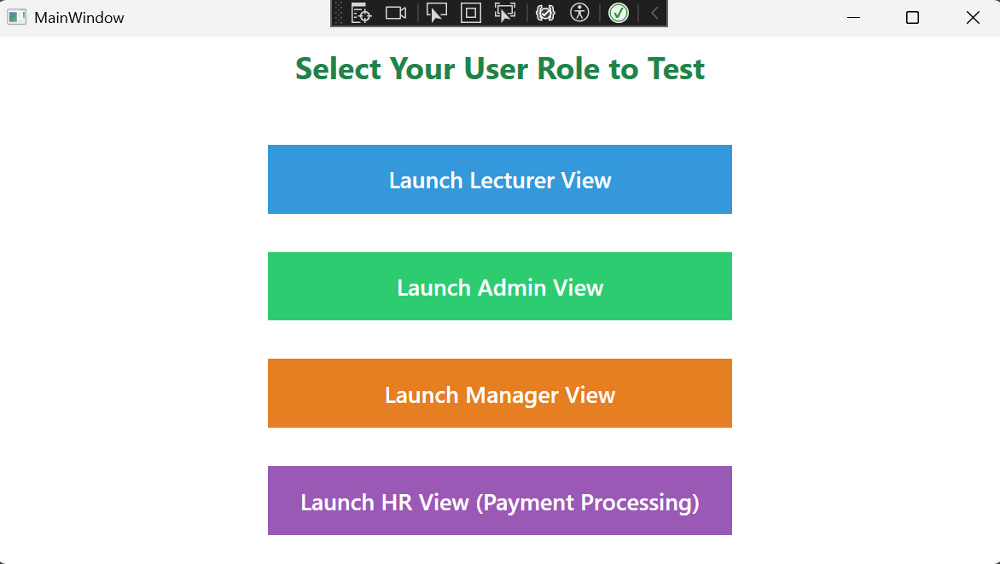 MainWindow
Select Your User Role to Test
Launch Lecturer View
Launch Admin View
Launch Manager View
Launch HR View (Payment Processing)